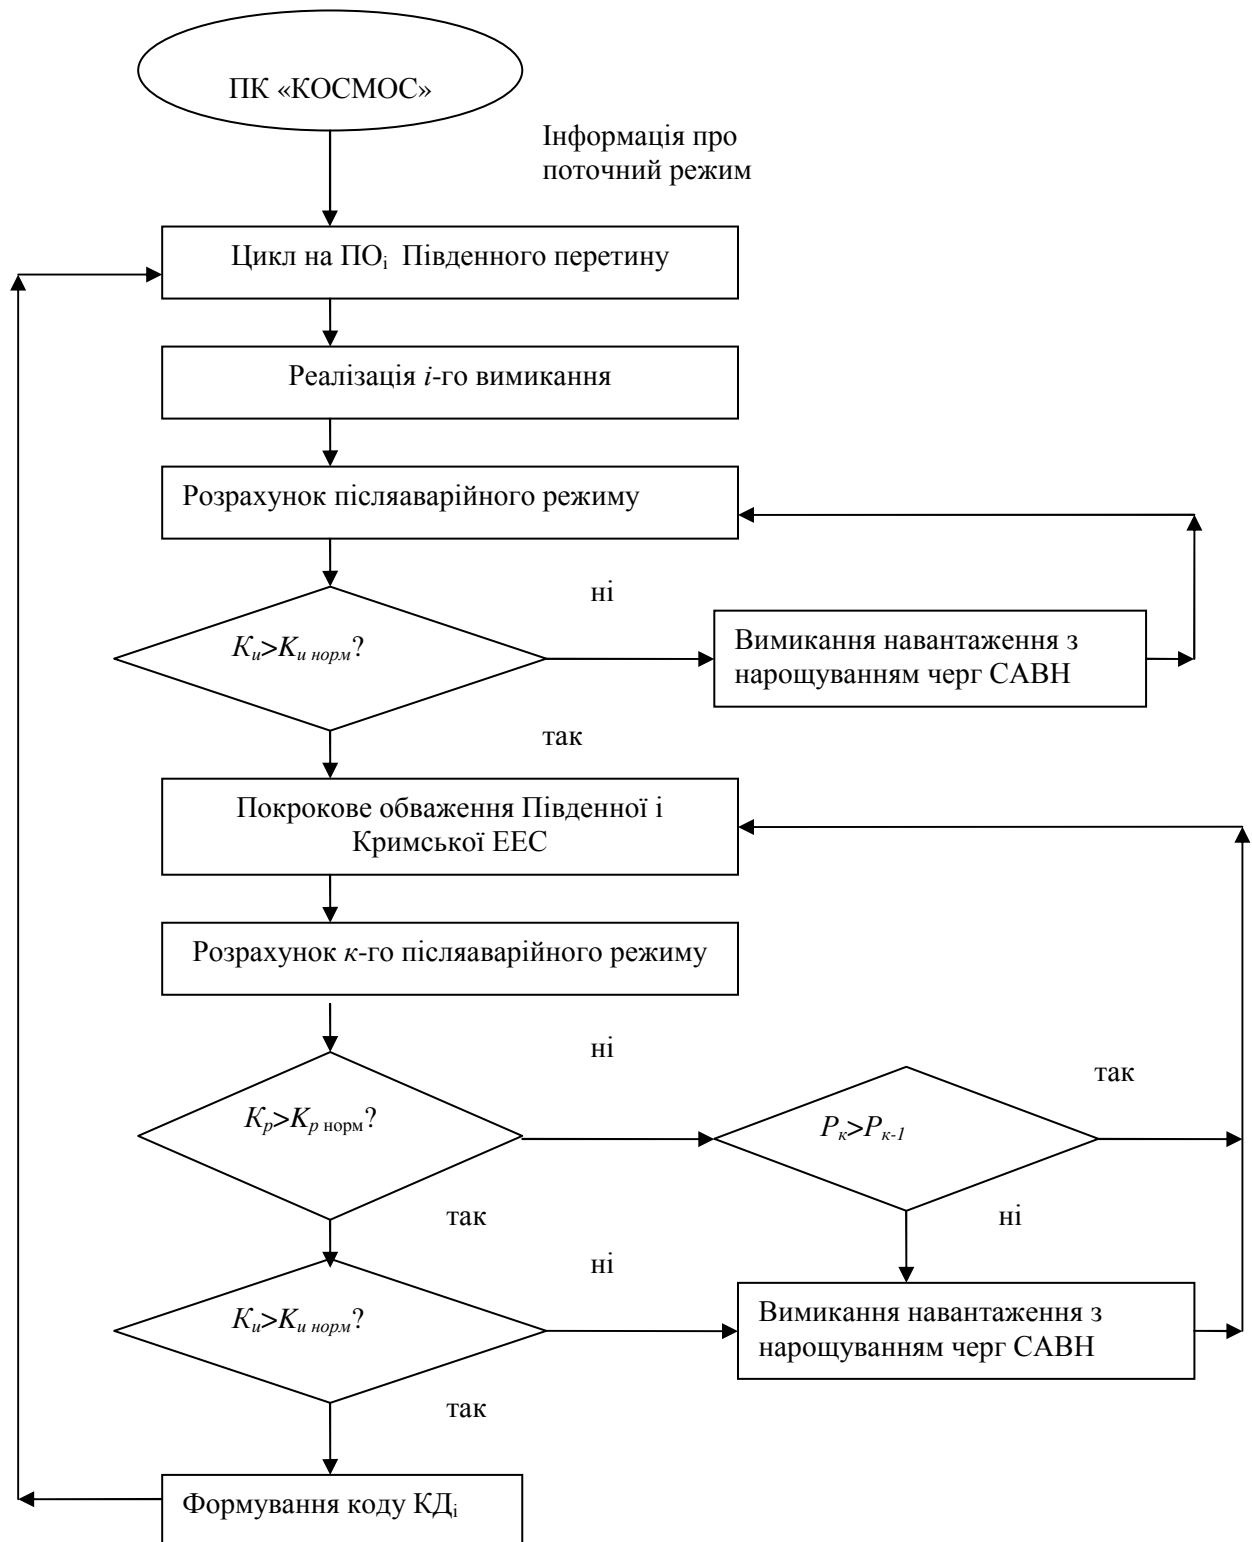 ПК «КОСМОС»
Інформація про
поточний режим
Цикл на ПОi Південного перетину
Реалізація i-го вимикання
Розрахунок післяаварійного режиму
ні
Ku>Ku норм?
Вимикання навантаження з
нарощуванням черг САВН
так
Покрокове обваження Південної і
Кримської ЕЕС
Розрахунок к-го післяаварійного режиму
ні
так
Kp>Kp норм?
Pк>Pк-1
так
ні
ні
Ku>Ku норм?
Вимикання навантаження з
нарощуванням черг САВН
так
Формування коду КДi